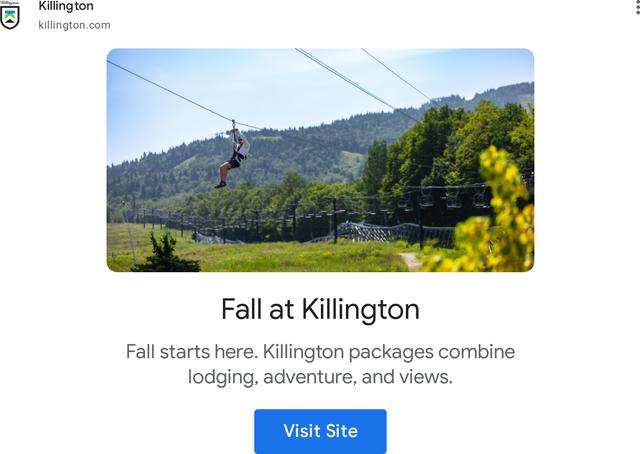 Killington
killington.com
Fall at Killington
Fall starts here. Killington packages combine
lodging, adventure, and views.
Visit Site